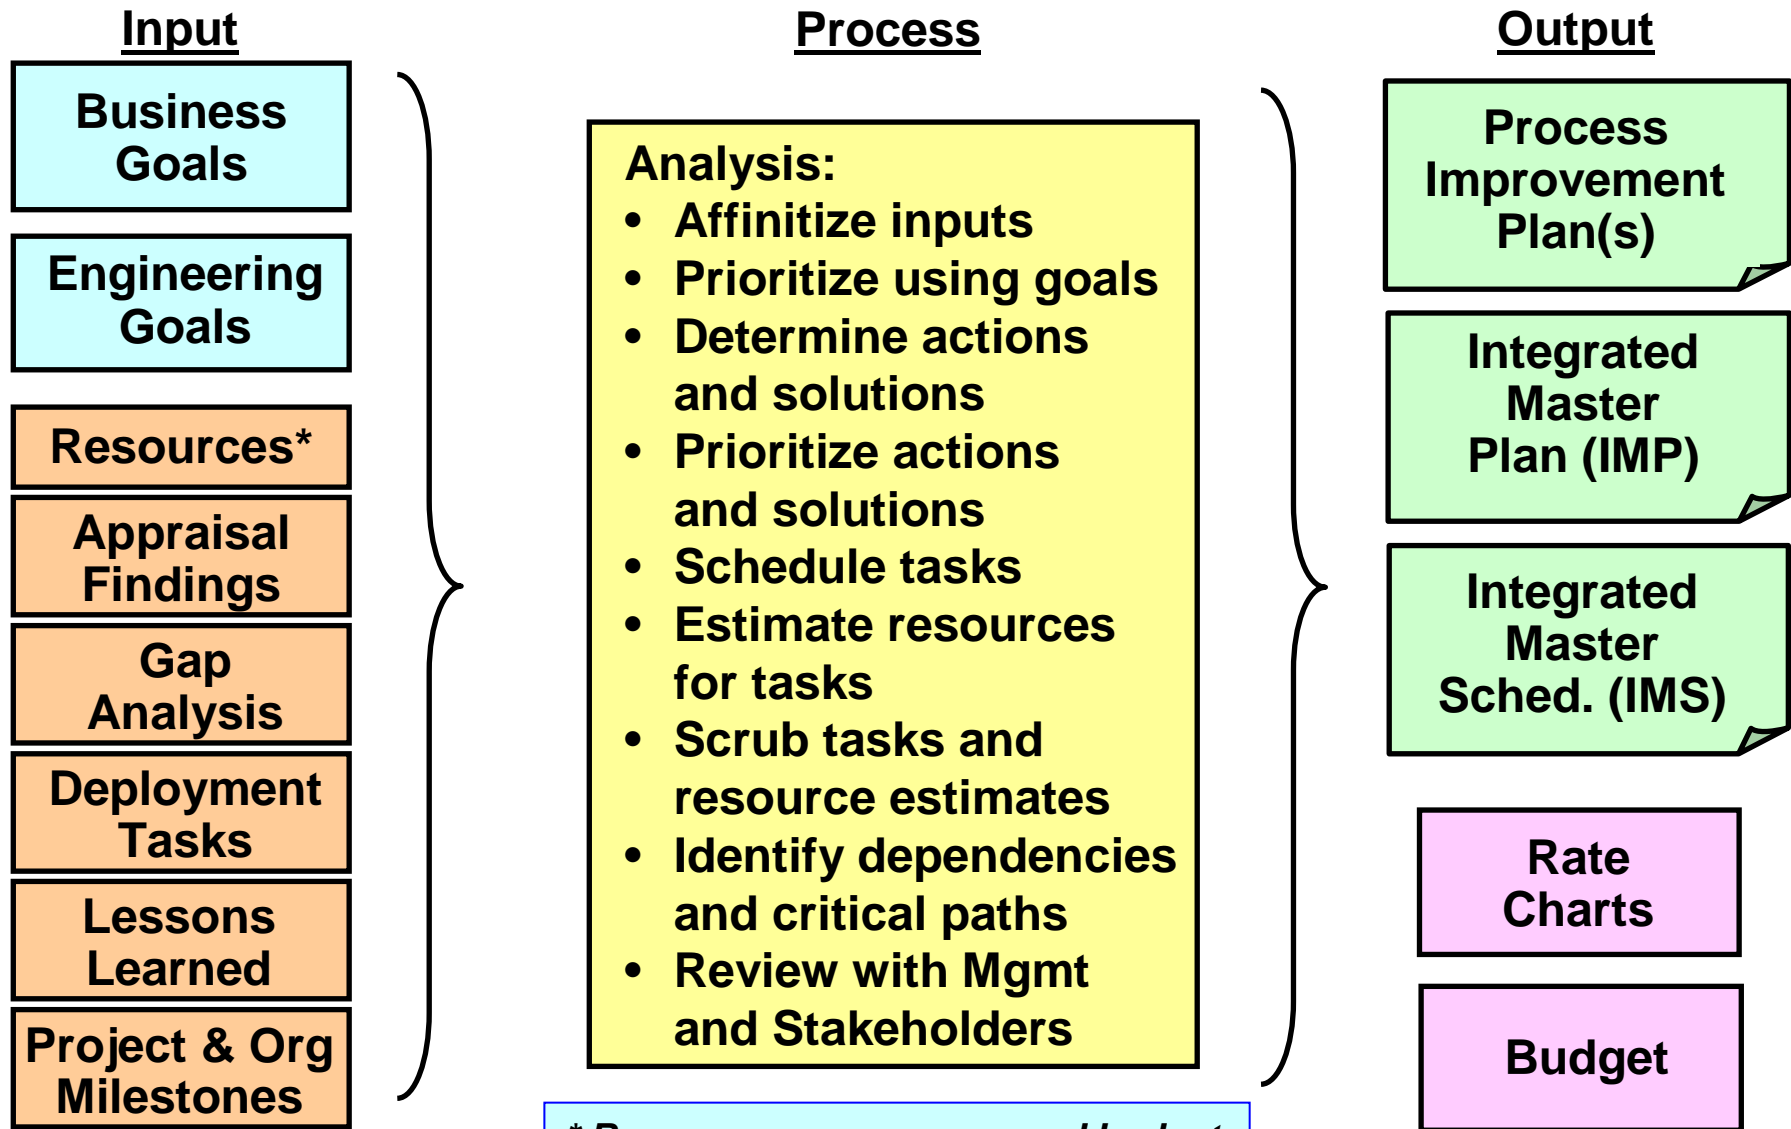 Input
Business
Goals
Engineering
Goals
Resources*
Appraisal
Findings
Gap
Analysis
Deployment
Tasks
Lessons
Learned
Project & Org
Milestones
Process
Analysis:
• Affinitize inputs
• Prioritize using goals
• Determine actions
and solutions
• Prioritize actions
and solutions
• Schedule tasks
• Estimate resources
for tasks
• Scrub tasks and
resource estimates
• Identify dependencies
and critical paths
• Review with Mgmt
and Stakeholders
Output
Process
Improvement
Plan(s)
Integrated
Master
Plan (IMP)
Integrated
Master
Sched. (IMS)
Rate
Charts
Budget